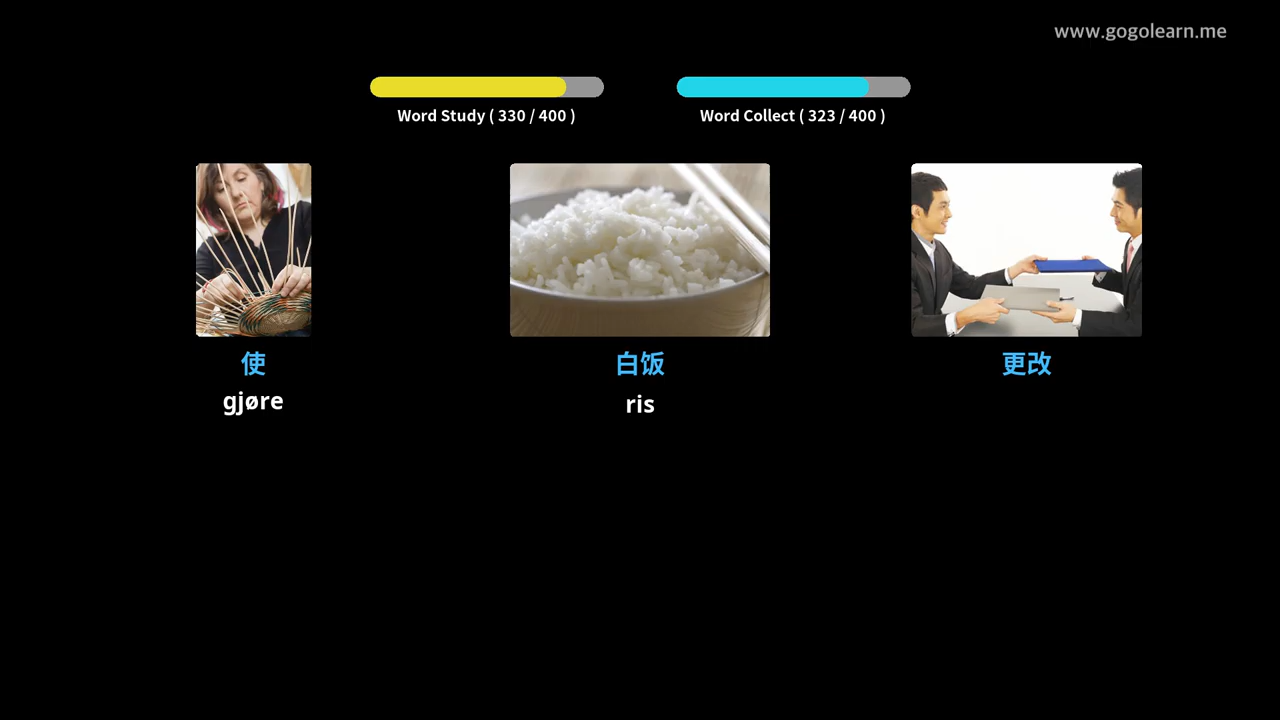 www.gogolearn.me
Word Study ( 330 / 400 )
Word Collect ( 323 / 400 )
使
白饭
更改
gjøre
ris